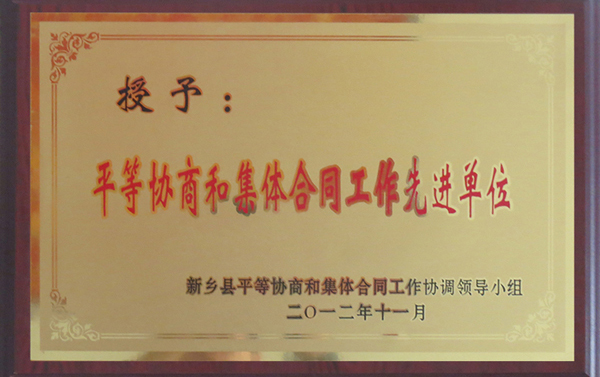 授予：
平等协商和集体合同工作先进单位
新乡县平等协商和集体合同工作协调领导小组
二〇一二年十一月